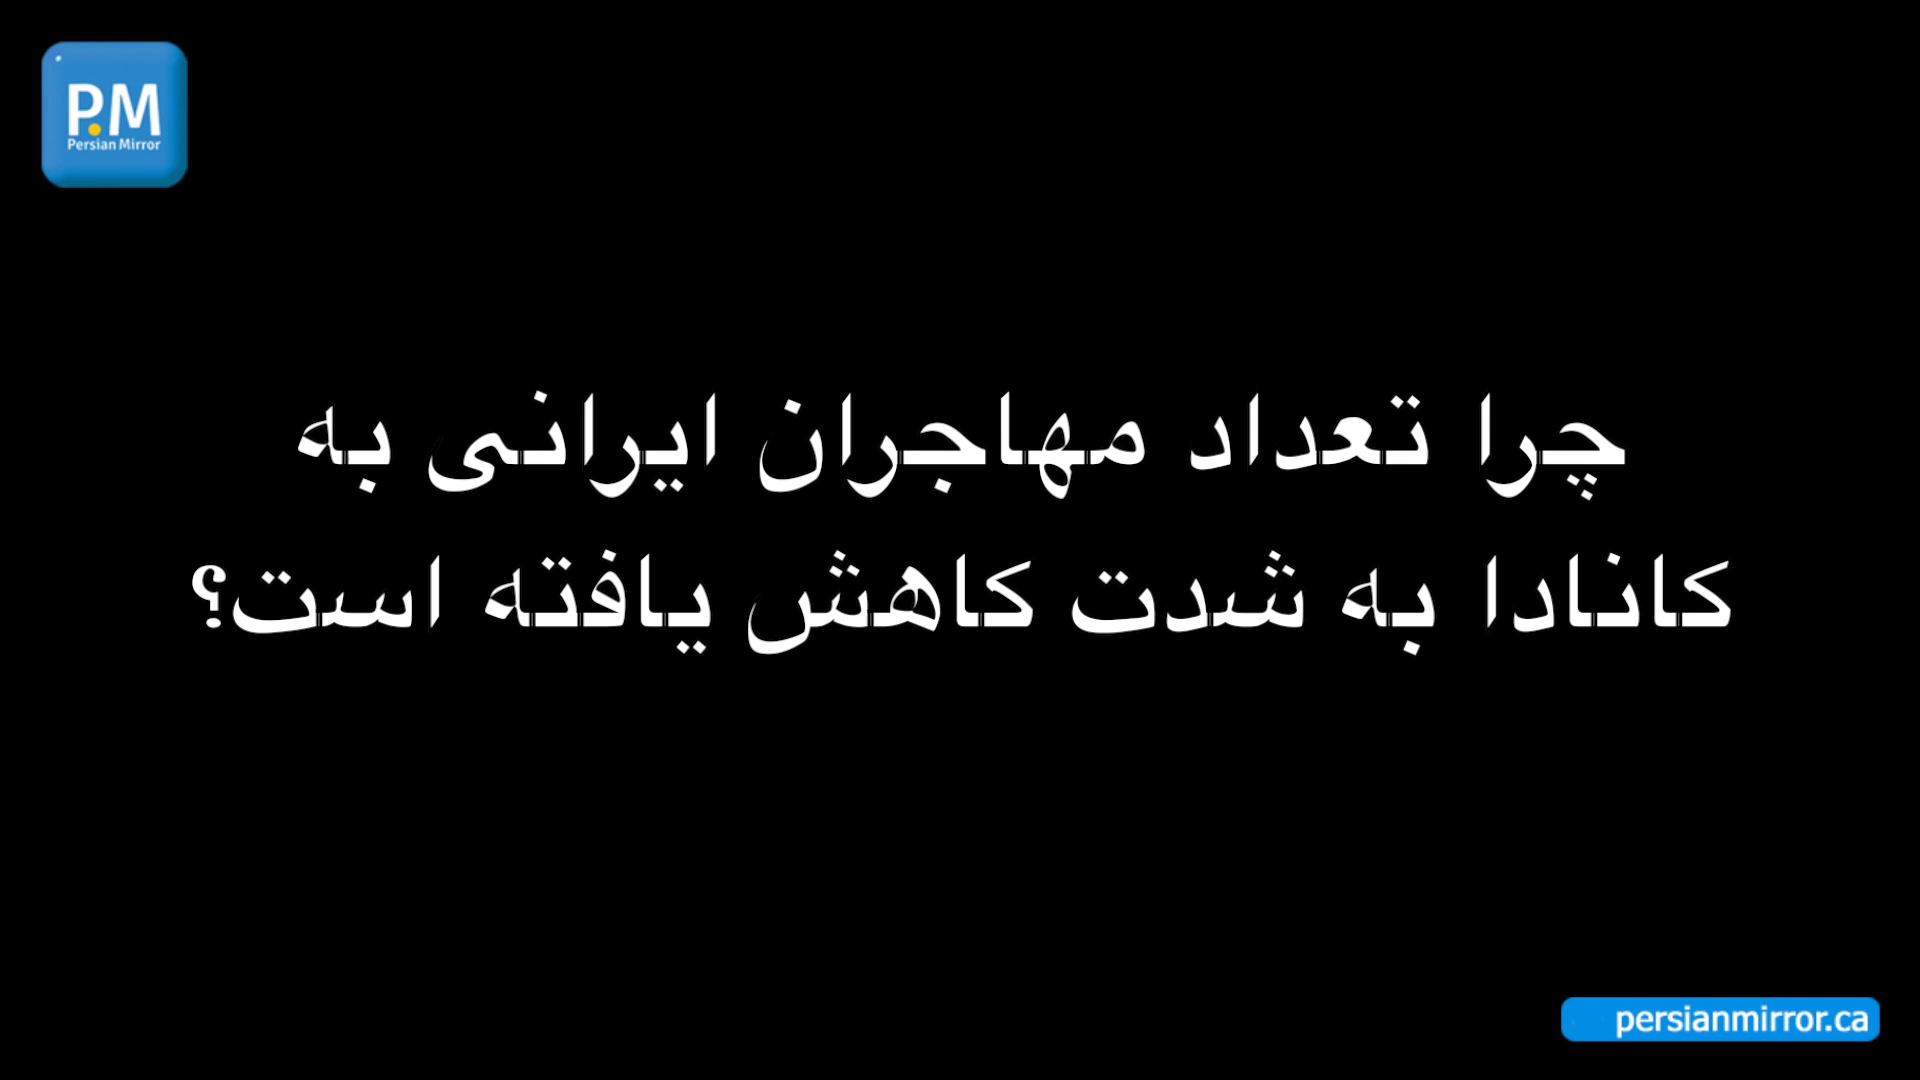 P.M
Persian Mirror
چرا تعداد مهاجران ایرانی به
کانادا به شدت کاهش یافته است؟
persianmirror.ca